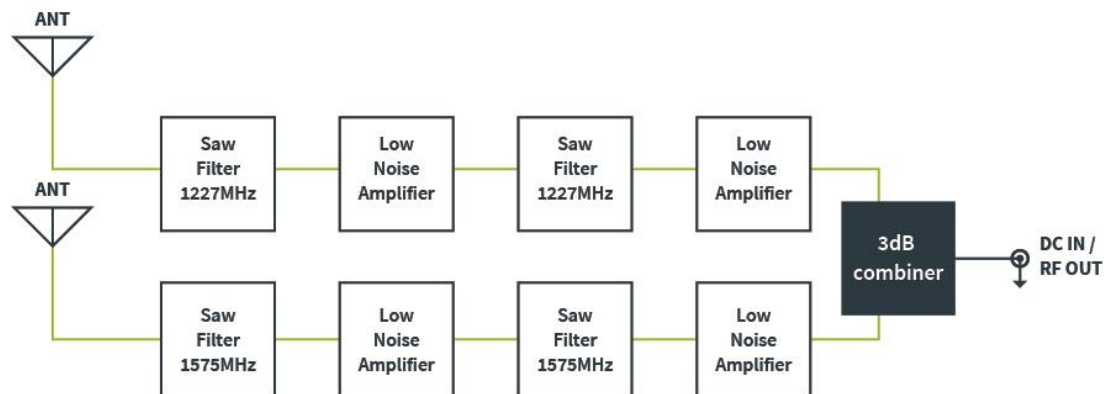 ANT
Saw
Filter
1227MHz
Low
Noise
Amplifier
Saw
Filter
1227MHz
Low
Noise
Amplifier
ANT
3dB
combiner
DC IN /
RF OUT
Saw
Filter
1575MHz
Low
Noise
Amplifier
Saw
Filter
1575MHz
Low
Noise
Amplifier